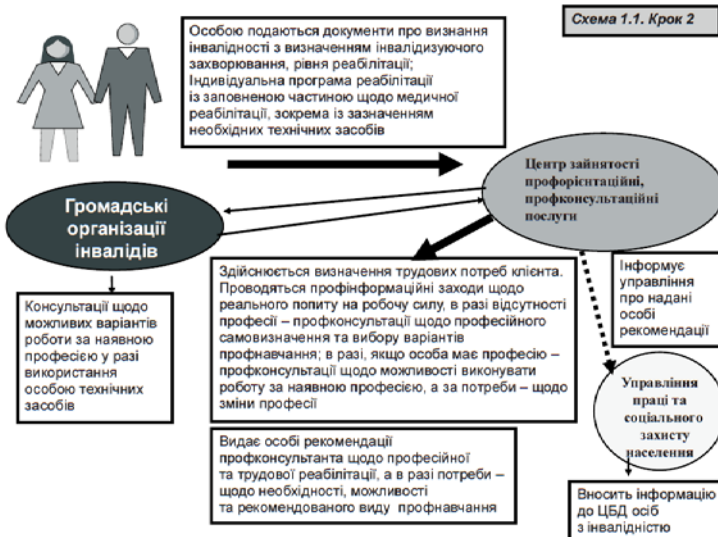 Схема 1.1. Крок 2
Особою подаються документи про визнання
інвалідності з визначенням інвалідизуючого
захворювання, рівня реабілітації;
Індивідуальна програма реабілітації
із заповненою частиною щодо медичної
реабілітації, зокрема із зазначенням
необхідних технічних засобів
Центр зайнятості
профорієнтаційні,
профконсультаційні
послуги
Громадські
організації
інвалідів
Здійснюється визначення трудових потреб клієнта.
Проводяться профінформаційні заходи щодо
реального попиту на робочу силу, в разі відсутності
професії – профконсультації щодо професійного
самовизначення та вибору варіантів
профнавчання; в разі, якщо особа має професію –
профконсультації щодо можливості виконувати
роботу за наявною професією, а за потреби – щодо
зміни професії
Інформує
управління
про надані
особі
рекомендації
Консультації щодо
можливих варіантів
роботи за наявною
професією у разі
використання
особою технічних
засобів
Управління
праці та
соціального
захисту
населення
Видає особі рекомендації
профконсультанта щодо професійної
та трудової реабілітації, а в разі потреби –
щодо необхідності, можливості
та рекомендованого виду профнавчання
Вносить інформацію
до ЦБД осіб
з інвалідністю